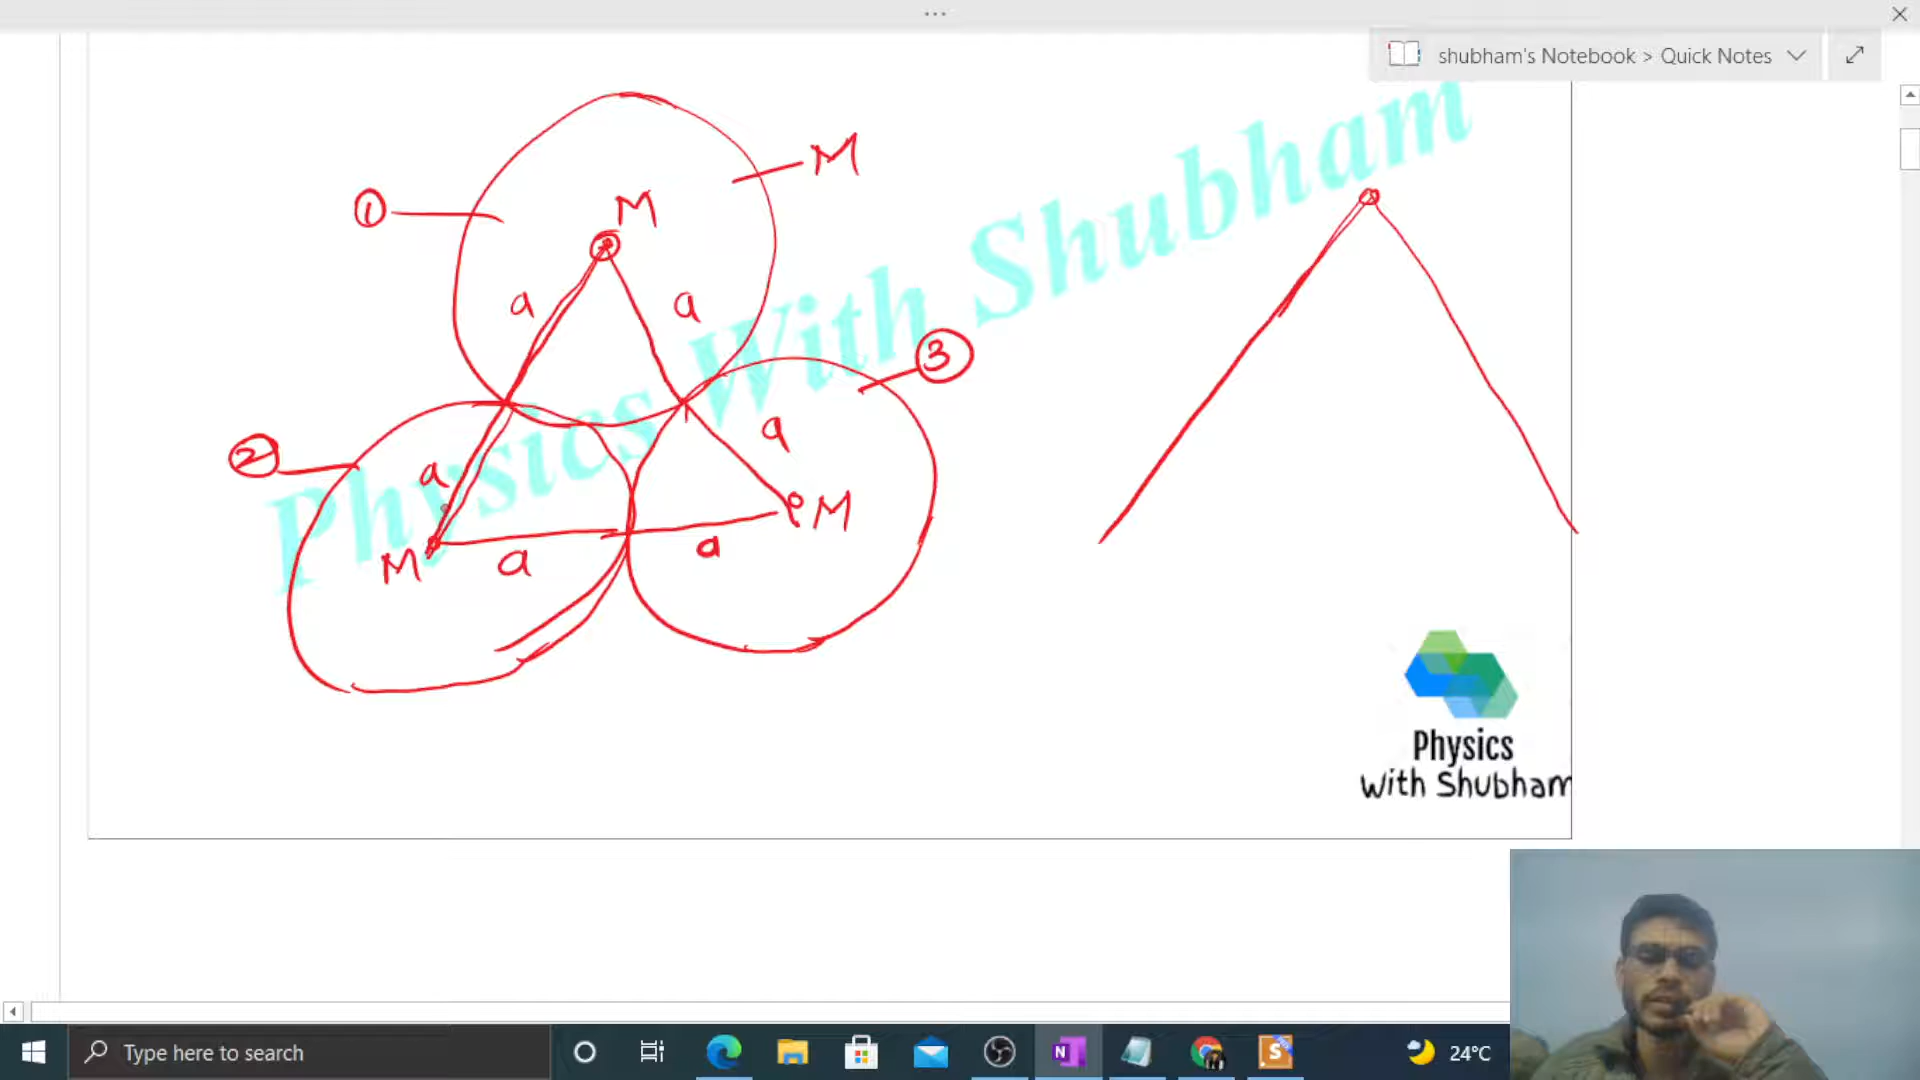 ...
shubham's Notebook > Quick Notes
Physics With Shubham
M
① M
a a
③
② a a
M M
a a
Physics
With Shubham
Type here to search
24°C